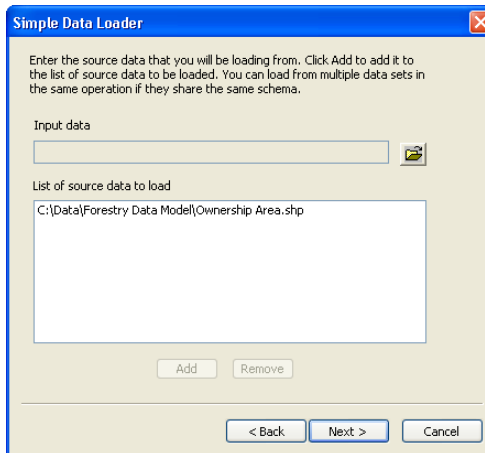 Simple Data Loader
Enter the source data that you will be loading from. Click Add to add it to
the list of source data to be loaded. You can load from multiple data sets in
the same operation if they share the same schema.
Input data
List of source data to load
C:\Data\Forestry Data Model\Ownership Area.shp
Add Remove
< Back Next > Cancel